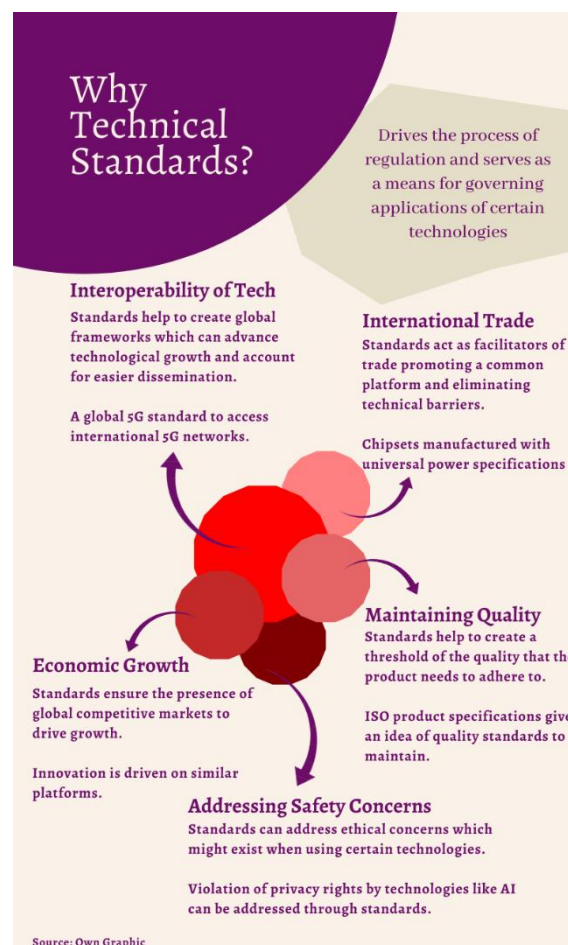 Why
Technical
Standards?
Drives the process of
regulation and serves as
a means for governing
applications of certain
technologies
Interoperability of Tech
Standards help to create global
frameworks which can advance
technological growth and account
for easier dissemination.
A global 5G standard to access
international 5G networks.
International Trade
Standards act as facilitators of
trade promoting a common
platform and eliminating
technical barriers.
Chipsets manufactured with
universal power specifications
Maintaining Quality
Standards help to create a
threshold of the quality that the
product needs to adhere to.
ISO product specifications give
an idea of quality standards to
maintain.
Economic Growth
Standards ensure the presence of
global competitive markets to
drive growth.
Innovation is driven on similar
platforms.
Addressing Safety Concerns
Standards can address ethical concerns which
might exist when using certain technologies.
Violation of privacy rights by technologies like AI
can be addressed through standards.
Source: Own Graphic